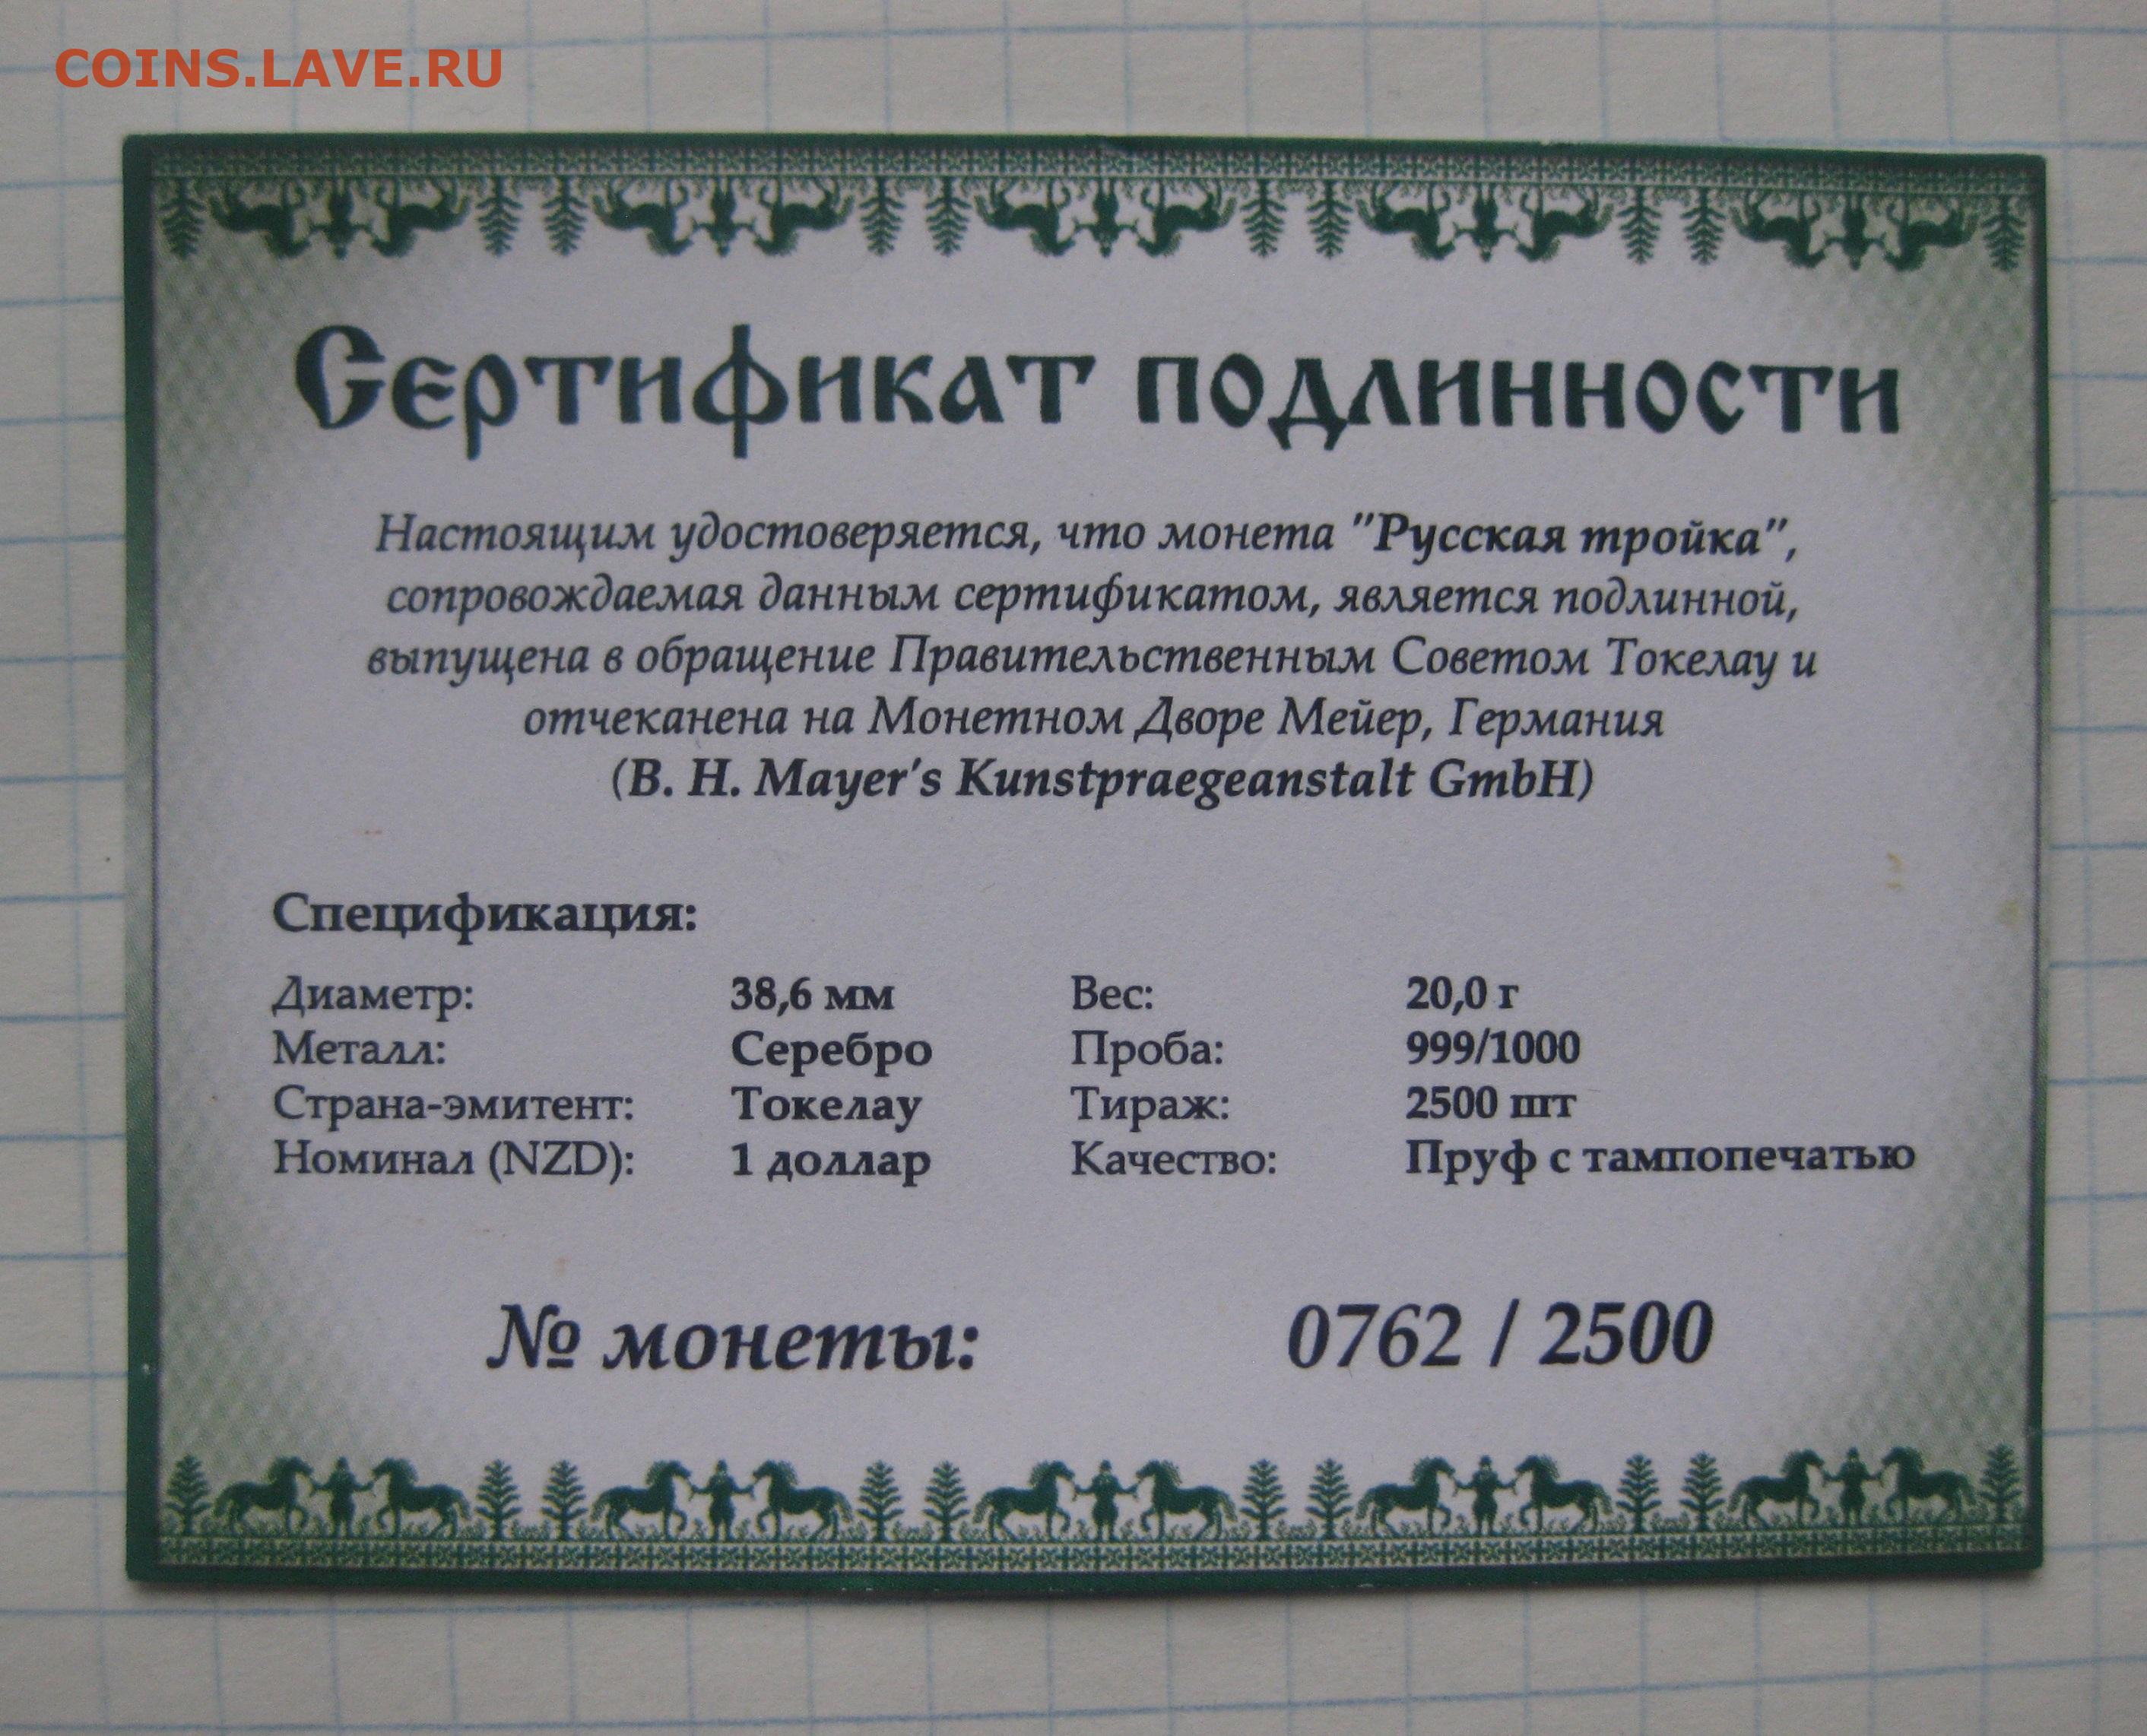 COINS.LAVE.RU
Сертификат подлинности
Настоящим удостоверяется, что монета "Русская тройка",
сопровождаемая данным сертификатом, является подлинной,
выпущена в обращение Правительственным Советом Токелау и
отчеканена на Монетном Дворе Мейер, Германия
(B. H. Mayer's Kunstpraegeanstalt GmbH)
Спецификация:
Диаметр: 38,6 мм Вес: 20,0 г
Металл: Серебро Проба: 999/1000
Страна-эмитент: Токелау Тираж: 2500 шт
Номинал (NZD): 1 доллар Качество: Пруф с тампопечатью
№ монеты: 0762 / 2500